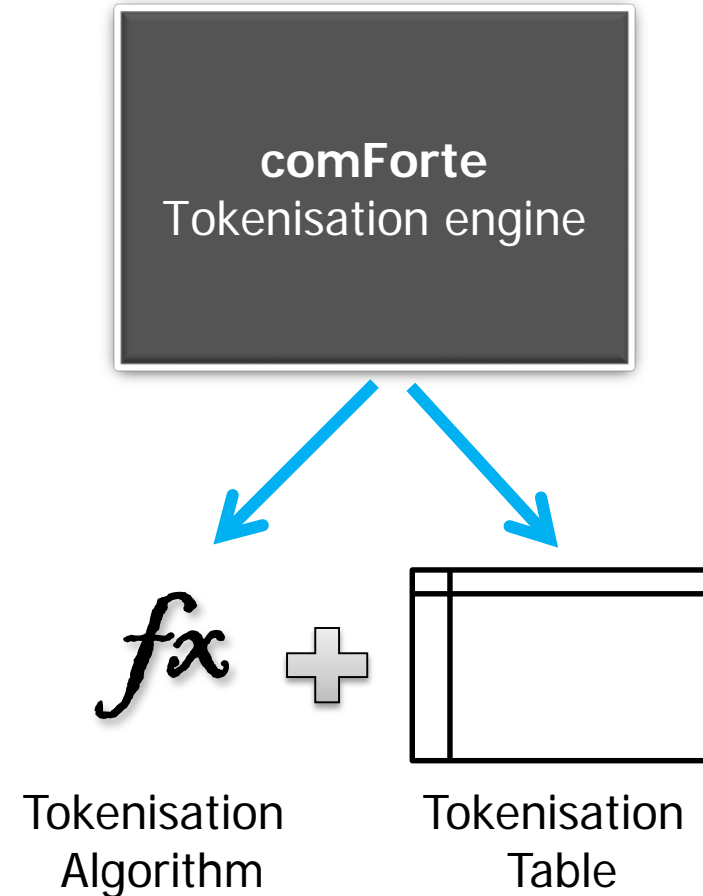 comForte
Tokenisation engine
fx
Tokenisation
Algorithm
Tokenisation
Table